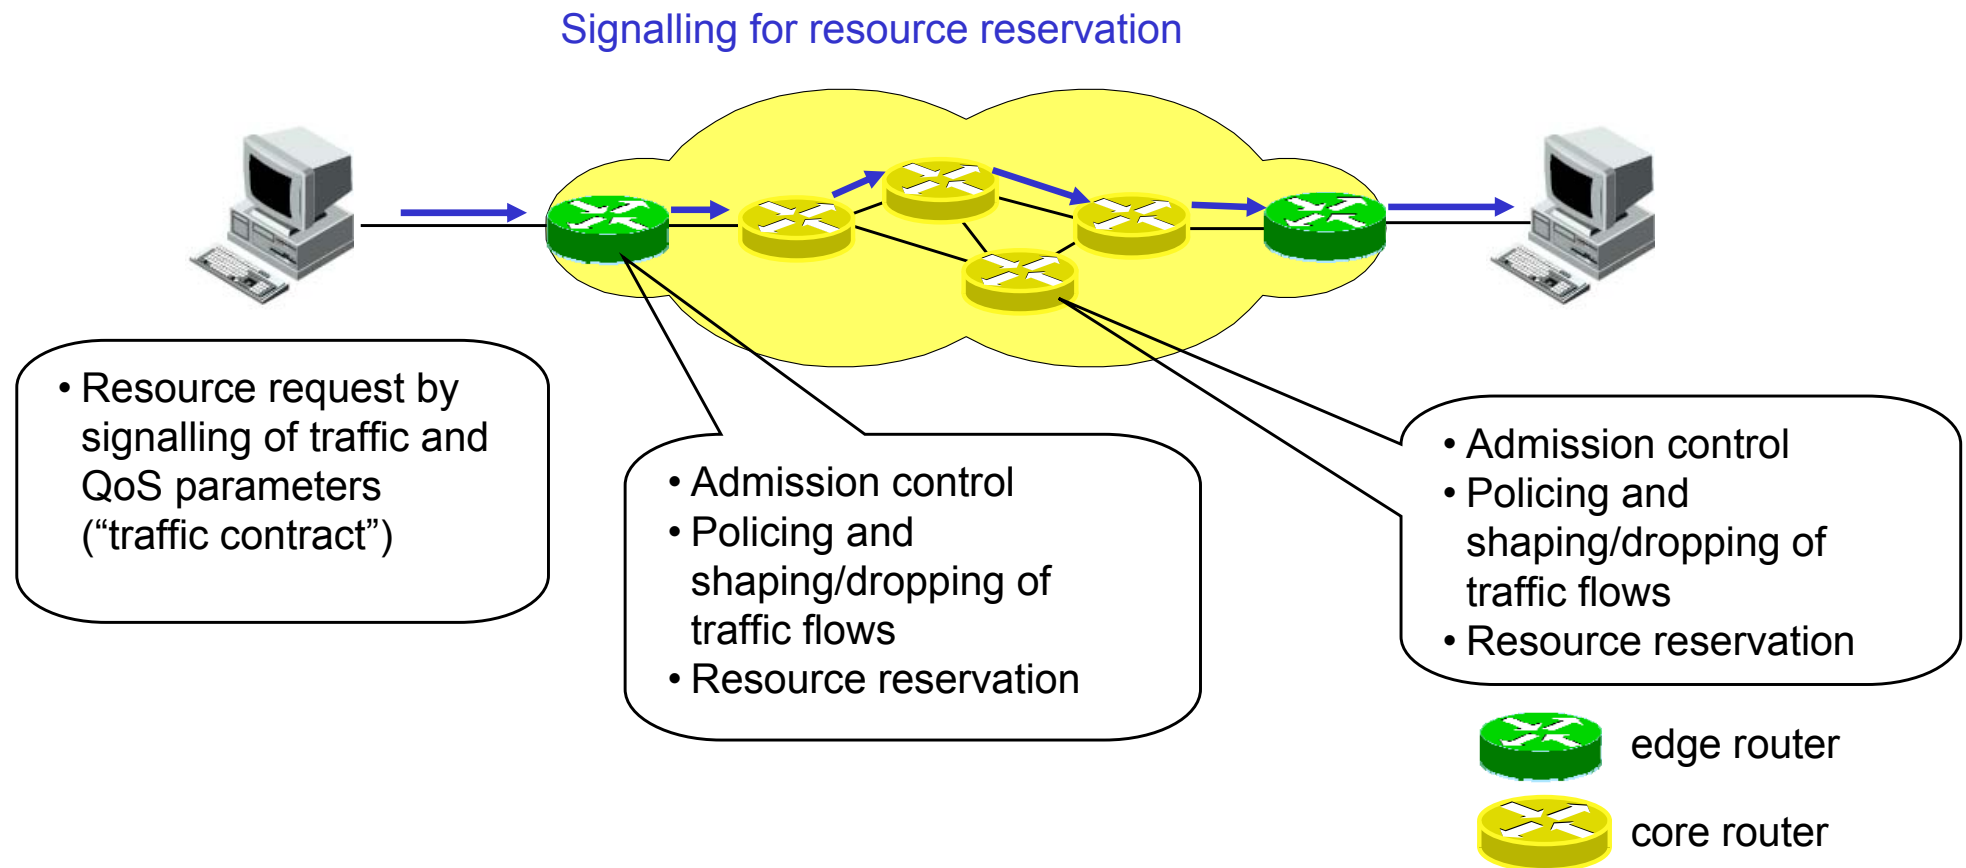 Signalling for resource reservation
• Resource request by
signalling of traffic and
QoS parameters
(“traffic contract”)
• Admission control
• Policing and
shaping/dropping of
traffic flows
• Resource reservation
• Admission control
• Policing and
shaping/dropping of
traffic flows
• Resource reservation
edge router
core router